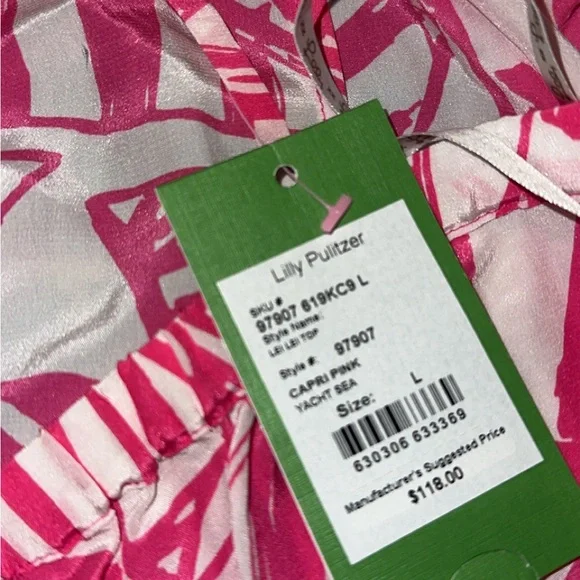 Lilly Pulitzer
SKU #
97907 619KC9 L
Style Name:
LEI LEI TOP
Style #: 97907
CAPRI PINK
YACHT SEA
Size: L
630306 633369
Manufacturer's Suggested Price
$118.00